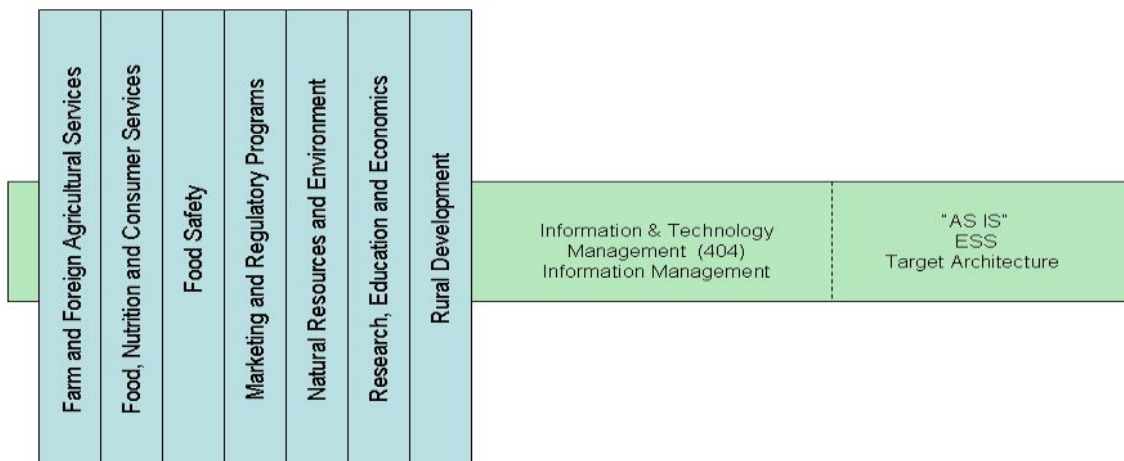 Farm and Foreign Agricultural Services
Food, Nutrition and Consumer Services
Food Safety
Marketing and Regulatory Programs
Natural Resources and Environment
Research, Education and Economics
Rural Development
Information & Technology
Management (404)
Information Management
"AS IS"
ESS
Target Architecture